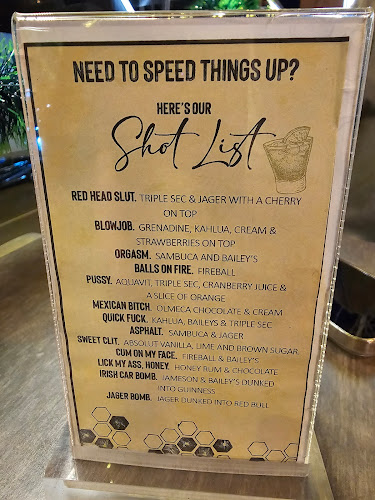 NEED TO SPEED THINGS UP?
HERE'S OUR
Shot List
RED HEAD SLUT. TRIPLE SEC & JAGER WITH A CHERRY
ON TOP
BLOWJOB. GRENADINE, KAHLUA, CREAM &
STRAWBERRIES ON TOP
ORGASM. SAMBUCA AND BAILEY'S
BALLS ON FIRE. FIREBALL
PUSSY. AQUAVIT, TRIPLE SEC, CRANBERRY JUICE &
A SLICE OF ORANGE
MEXICAN BITCH. OLMECA CHOCOLATE & CREAM
QUICK FUCK. KAHLUA, BAILEYS & TRIPLE SEC
ASPHALT. SAMBUCA & JAGER
SWEET CLIT. ABSOLUT VANILLA, LIME AND BROWN SUGAR
CUM ON MY FACE. FIREBALL & BAILEY'S
LICK MY ASS, HONEY. HONEY RUM & CHOCOLATE
IRISH CAR BOMB. JAMESON & BAILEY'S DUNKED
INTO GUINNESS
JAGER BOMB. JAGER DUNKED INTO RED BULL